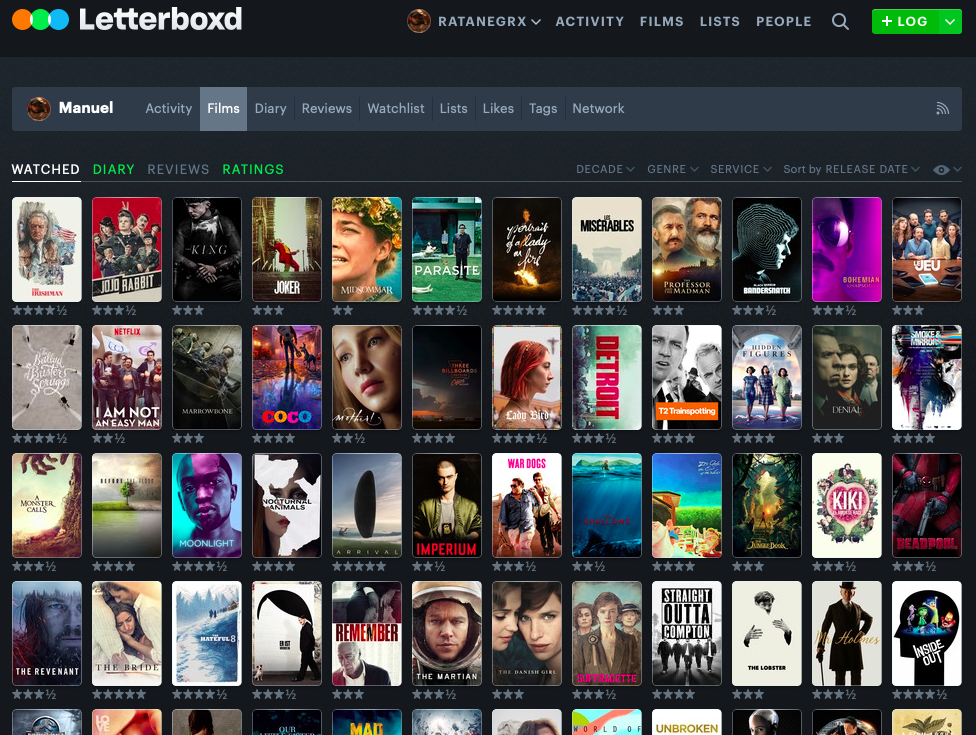 Letterboxd
RATANEGRX ACTIVITY FILMS LISTS PEOPLE + LOG
Manuel Activity Films Diary Reviews Watchlist Lists Likes Tags Network
WATCHED DIARY REVIEWS RATINGS DECADE GENRE SERVICE Sort by RELEASE DATE
THE IRISHMAN
JOJO RABBIT
KING
JOKER
MIDSOMMAR
PARASITE
portrait of a lady on fire
LES MISÉRABLES
THE PROFESSOR AND THE MADMAN
BLACK MIRROR BANDERSNATCH
BOHEMIAN RHAPSODY
LE JEU
★★★★½ ★★★½ ★★★ ★★★ ★★ ★★★★½ ★★★★★ ★★★★½ ★★★ ★★★½ ★★★½ ★★★
The Ballad of Buster Scruggs
NETFLIX
I AM NOT AN EASY MAN
MARROWBONE
COCO
mother!
THREE BILLBOARDS
Lady Bird
DETROIT
T2 Trainspotting
HIDDEN FIGURES
DENIAL
SMOKE & MIRRORS
★★★★½ ★★½ ★★★ ★★★★ ★★½ ★★★★ ★★★★½ ★★★½ ★★★★ ★★★★ ★★★ ★★★★
A MONSTER CALLS
BEFORE THE FLOOD
MOONLIGHT
NOCTURNAL ANIMALS
ARRIVAL
IMPERIUM
WAR DOGS
JUNGLE BOOK
KIKI
DEADPOOL
★★★½ ★★★★ ★★★★½ ★★★★ ★★★★★ ★★½ ★★★½ ★★½ ★★★★ ★★★ ★★★½ ★★★½
THE REVENANT
THE BRIDE
THE HATEFUL 8
ER IST WIEDER DA
REMEMBER
THE MARTIAN
THE DANISH GIRL
SUFFRAGETTE
STRAIGHT OUTTA COMPTON
THE LOBSTER
Mr. Holmes
INSIDE OUT
★★★½ ★★★★★ ★★★★½ ★★★½ ★★★ ★★★½ ★★★ ★★★½ ★★★★ ★★★ ★★★½ ★★★★½
LOVE
OUR
MAD
WORLD OF
UNBROKEN